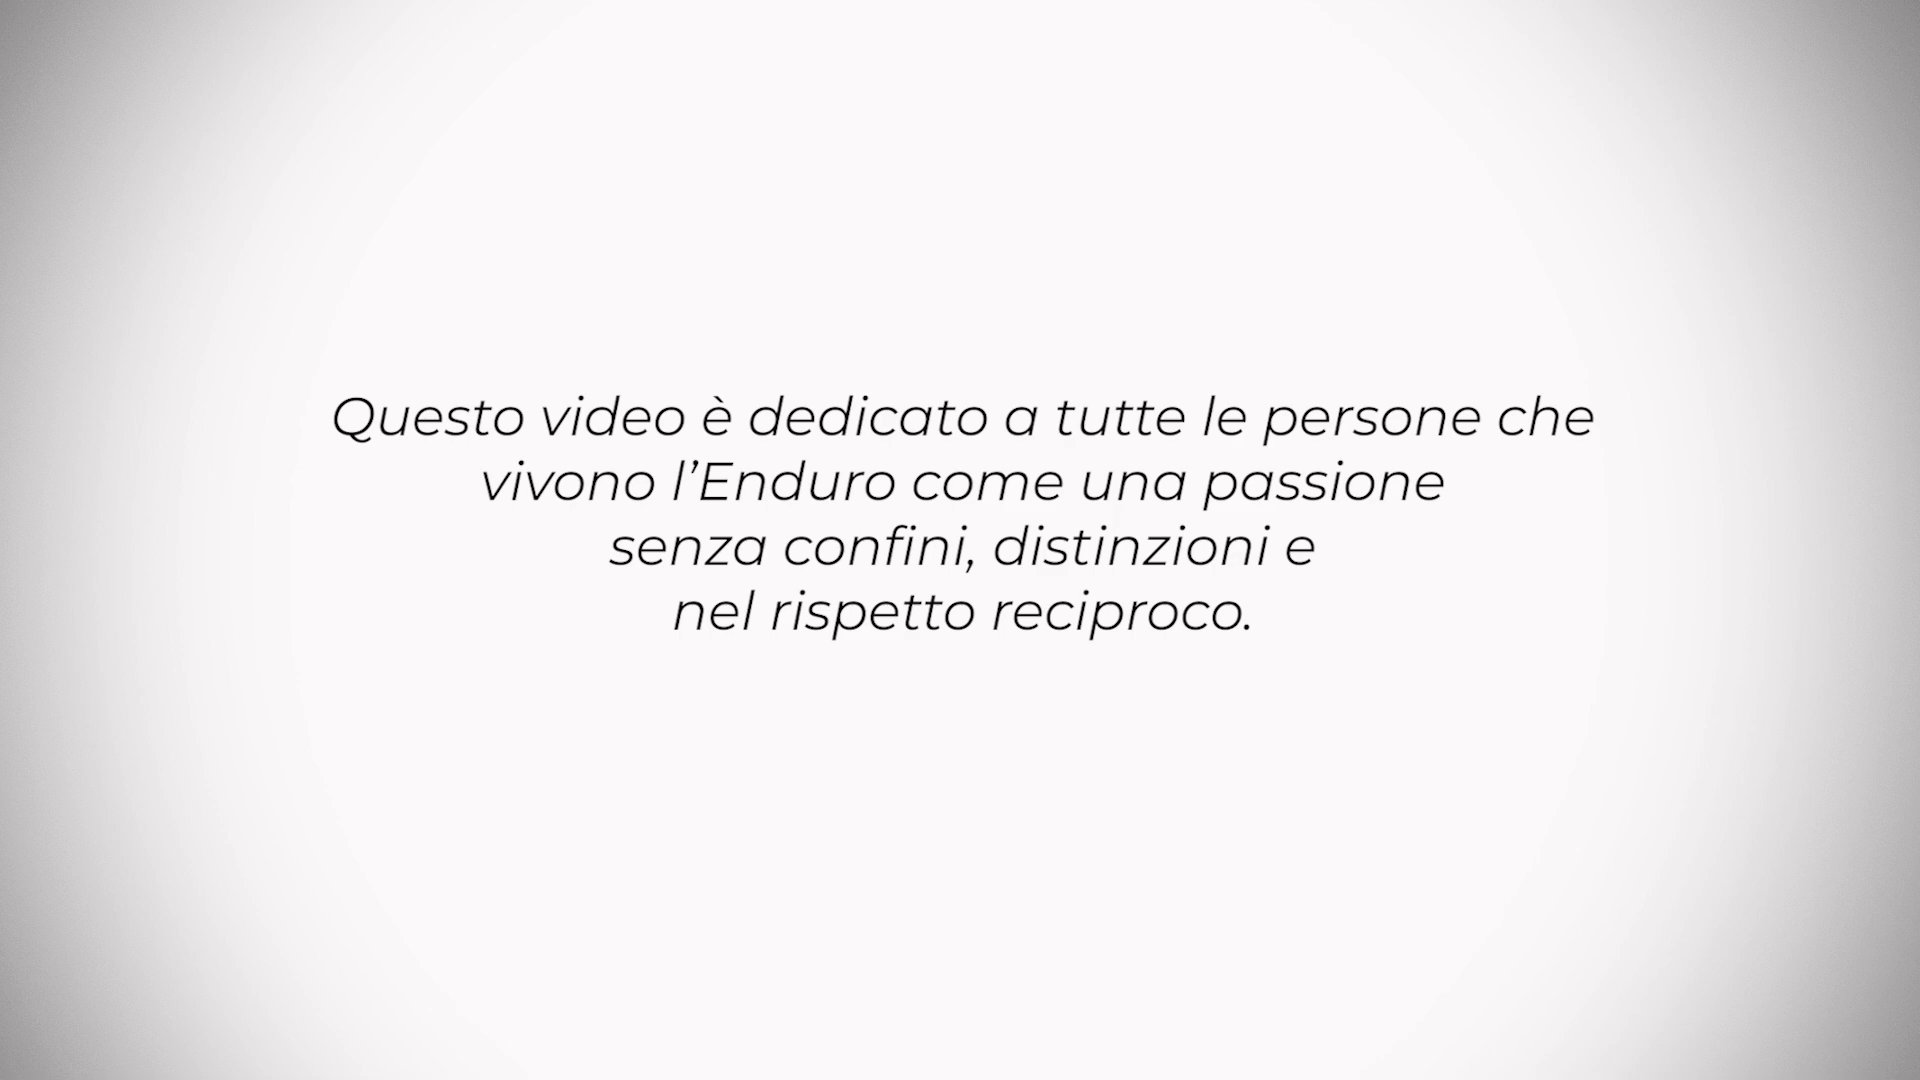 Questo video è dedicato a tutte le persone che
vivono l’Enduro come una passione
senza confini, distinzioni e
nel rispetto reciproco.